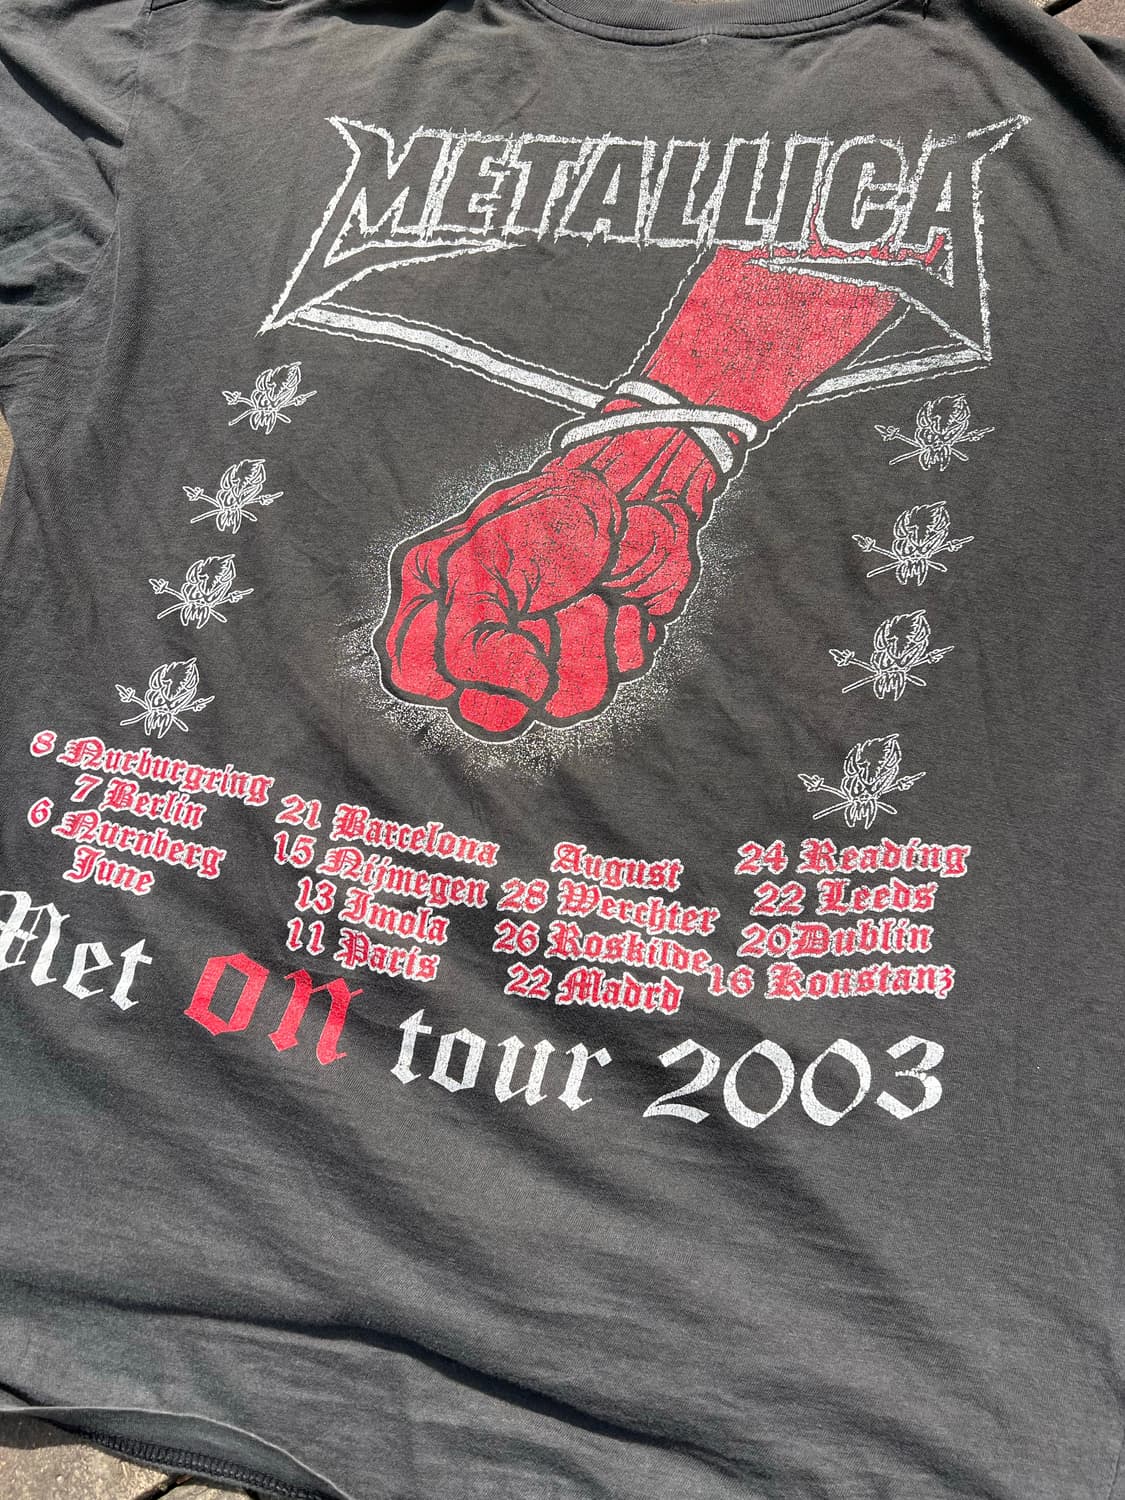 METALLICA
8 Nurburgring
7 Berlin
6 Nurnberg
June
21 Barcelona
15 Nijmegen
13 Imola
11 Paris
August
28 Werchter
26 Roskilde
22 Madrd
24 Reading
22 Leeds
20Dublin
16 Konstanz
Met on tour 2003